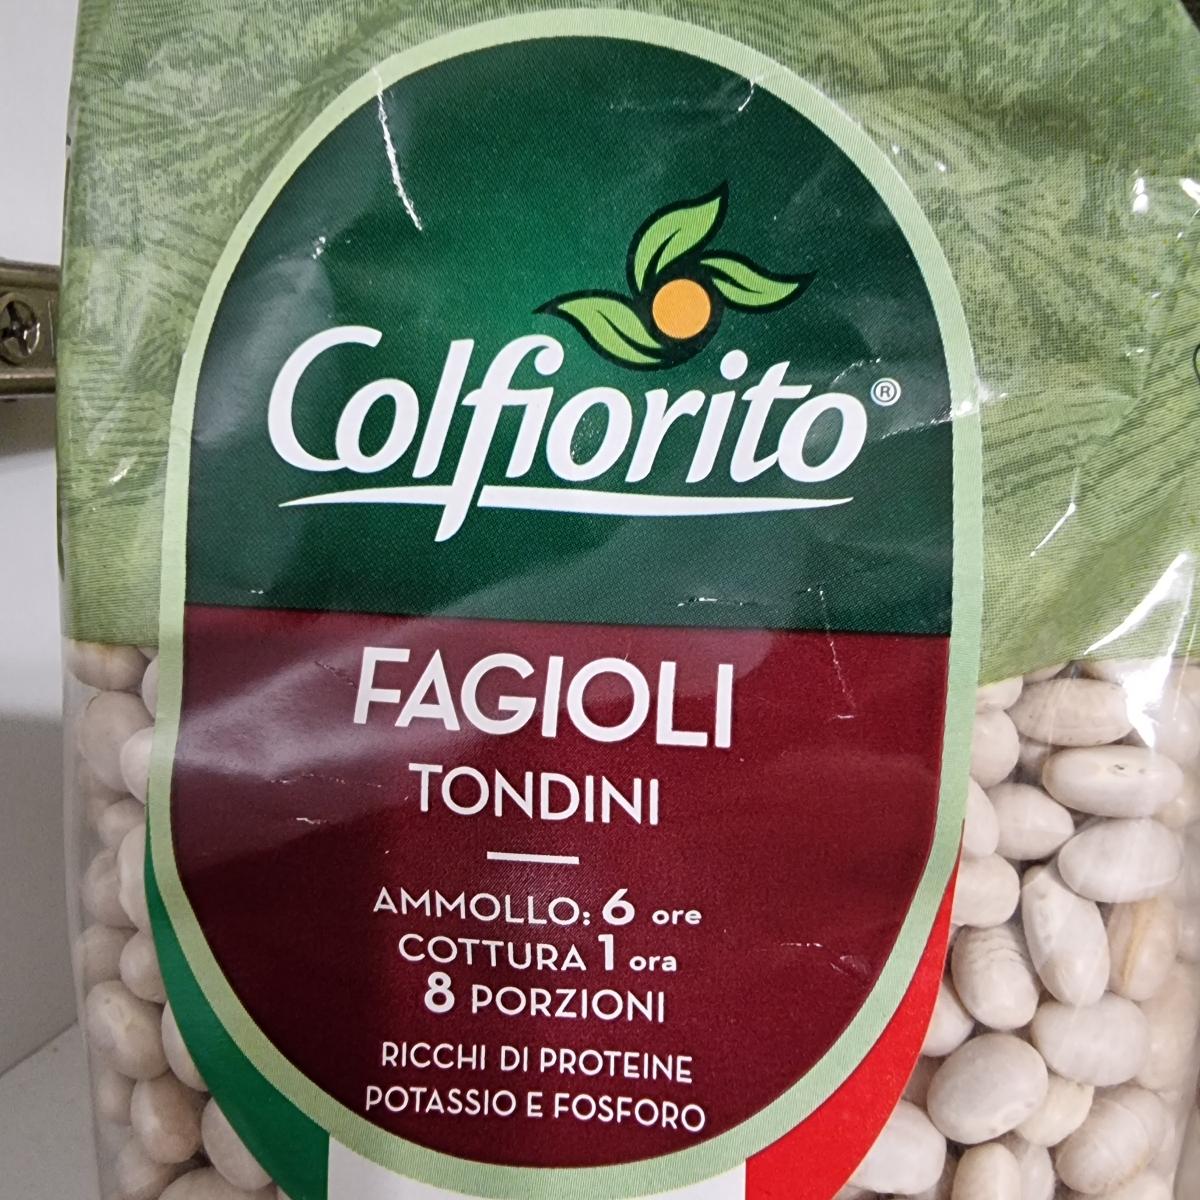 Colfiorito®
FAGIOLI
TONDINI
AMMOLLO: 6 ore
COTTURA 1 ora
8 PORZIONI
RICCHI DI PROTEINE
POTASSIO E FOSFORO